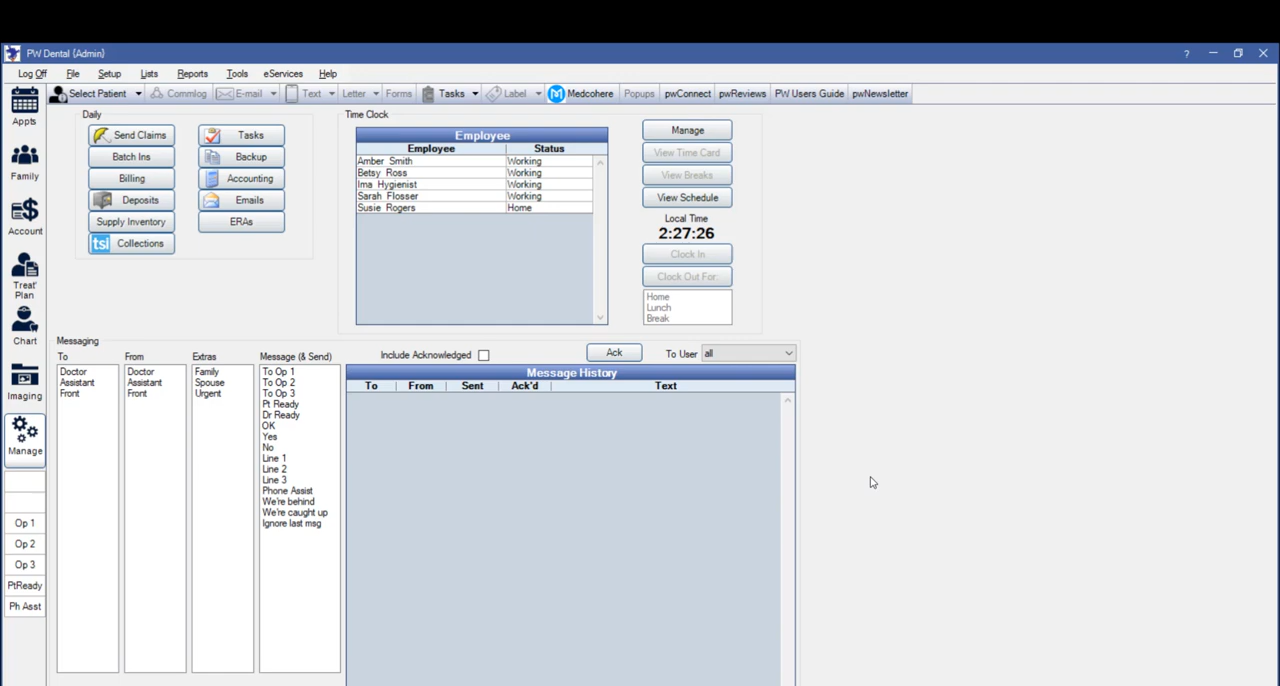 PW Dental {Admin}
?
Log Off File Setup Lists Reports Tools eServices Help
Select Patient Commlog E-mail Text Letter Forms Tasks Label Medcohere Popups pwConnect pwReviews PW Users Guide pwNewsletter
Appts
Family
Account
Treat'
Plan
Chart
Imaging
Manage
Op 1
Op 2
Op 3
PtReady
Ph Asst
Daily
Send Claims Tasks
Batch Ins Backup
Billing Accounting
Deposits Emails
Supply Inventory ERAs
tsi Collections
Time Clock
Employee
Employee Status
Amber Smith Working
Betsy Ross Working
Ima Hygienist Working
Sarah Flosser Working
Susie Rogers Home
Manage
View Time Card
View Breaks
View Schedule
Local Time
2:27:26
Clock In
Clock Out For:
Home
Lunch
Break
Messaging
To
Doctor
Assistant
Front
From
Doctor
Assistant
Front
Extras
Family
Spouse
Urgent
Message (& Send)
To Op 1
To Op 2
To Op 3
Pt Ready
Dr Ready
OK
Yes
No
Line 1
Line 2
Line 3
Phone Assist
We're behind
We're caught up
Ignore last msg
Include Acknowledged Ack To User all
Message History
To From Sent Ack'd Text